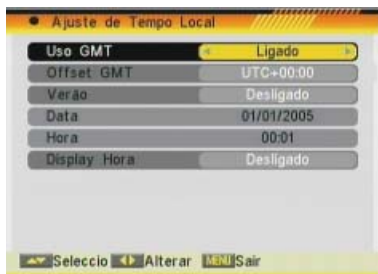 Ajuste de Tempo Local
Uso GMT Ligado
Offset GMT UTC+00:00
Verão Desligado
Data 01/01/2005
Hora 00:01
Display Hora Desligado
Seleccio Alterar MENU Sair